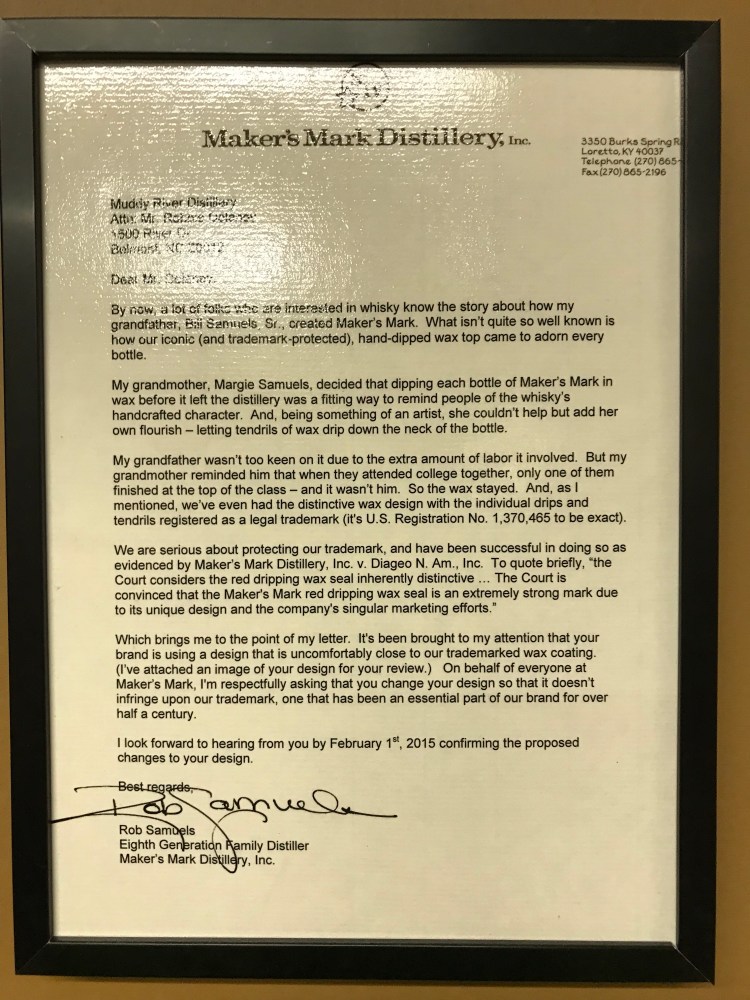 Maker's Mark Distillery, Inc.
3350 Burks Spring R
Loretto, KY 40037
Telephone (270) 865-
Fax (270) 865-2196
Muddy River Distillery
Attn: Mr.
1500 River
Belmont, NC
Dear Mr. Delaney,
By now, a lot of folks who are interested in whisky know the story about how my
grandfather, Bill Samuels, Sr., created Maker's Mark. What isn't quite so well known is
how our iconic (and trademark-protected), hand-dipped wax top came to adorn every
bottle.
My grandmother, Margie Samuels, decided that dipping each bottle of Maker's Mark in
wax before it left the distillery was a fitting way to remind people of the whisky's
handcrafted character. And, being something of an artist, she couldn't help but add her
own flourish – letting tendrils of wax drip down the neck of the bottle.
My grandfather wasn't too keen on it due to the extra amount of labor it involved. But my
grandmother reminded him that when they attended college together, only one of them
finished at the top of the class – and it wasn't him. So the wax stayed. And, as I
mentioned, we've even had the distinctive wax design with the individual drips and
tendrils registered as a legal trademark (it's U.S. Registration No. 1,370,465 to be exact).
We are serious about protecting our trademark, and have been successful in doing so as
evidenced by Maker's Mark Distillery, Inc. v. Diageo N. Am., Inc. To quote briefly, "the
Court considers the red dripping wax seal inherently distinctive … The Court is
convinced that the Maker's Mark red dripping wax seal is an extremely strong mark due
to its unique design and the company's singular marketing efforts."
Which brings me to the point of my letter. It's been brought to my attention that your
brand is using a design that is uncomfortably close to our trademarked wax coating.
(I've attached an image of your design for your review.) On behalf of everyone at
Maker's Mark, I'm respectfully asking that you change your design so that it doesn't
infringe upon our trademark, one that has been an essential part of our brand for over
half a century.
I look forward to hearing from you by February 1st, 2015 confirming the proposed
changes to your design.
Best regards,
Rob Samuels
Rob Samuels
Eighth Generation Family Distiller
Maker's Mark Distillery, Inc.